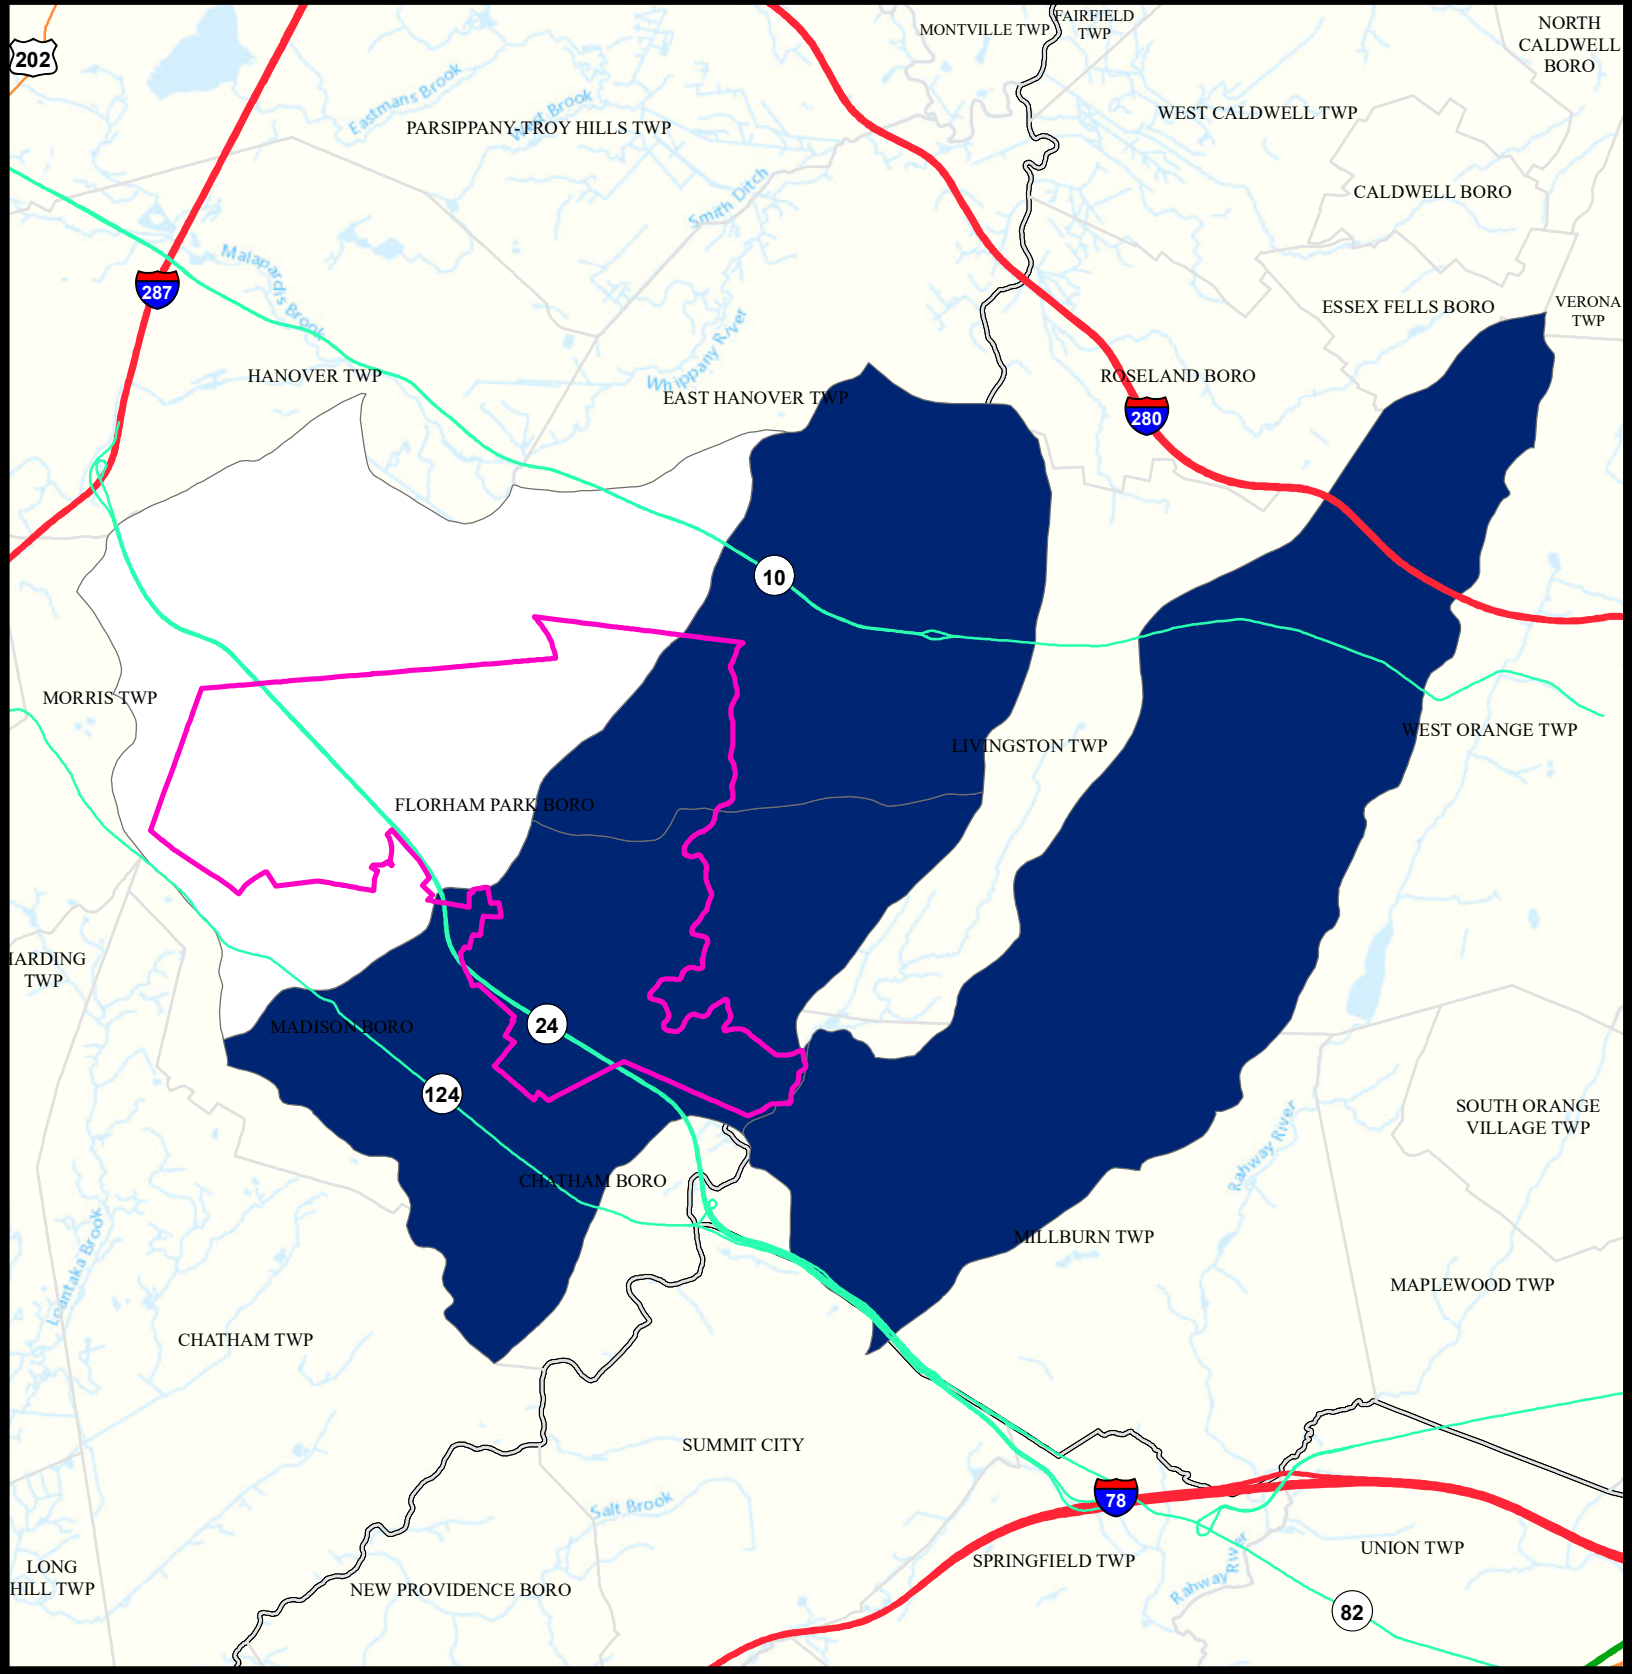 MONTVILLE TWP
FAIRFIELD
TWP
NORTH
CALDWELL
BORO
202
Eastmans Brook
West Brook
PARSIPPANY-TROY HILLS TWP
WEST CALDWELL TWP
CALDWELL BORO
Smith Ditch
Malapardis Brook
287
ESSEX FELLS BORO
VERONA
TWP
Whippany River
HANOVER TWP
EAST HANOVER TWP
ROSELAND BORO
280
10
MORRIS TWP
LIVINGSTON TWP
WEST ORANGE TWP
FLORHAM PARK BORO
HARDING
TWP
MADISON BORO
24
124
SOUTH ORANGE
VILLAGE TWP
Rahway River
CHATHAM BORO
MILLBURN TWP
Loantaka Brook
MAPLEWOOD TWP
CHATHAM TWP
SUMMIT CITY
Salt Brook
78
SPRINGFIELD TWP
UNION TWP
LONG
HILL TWP
NEW PROVIDENCE BORO
Rahway River
82